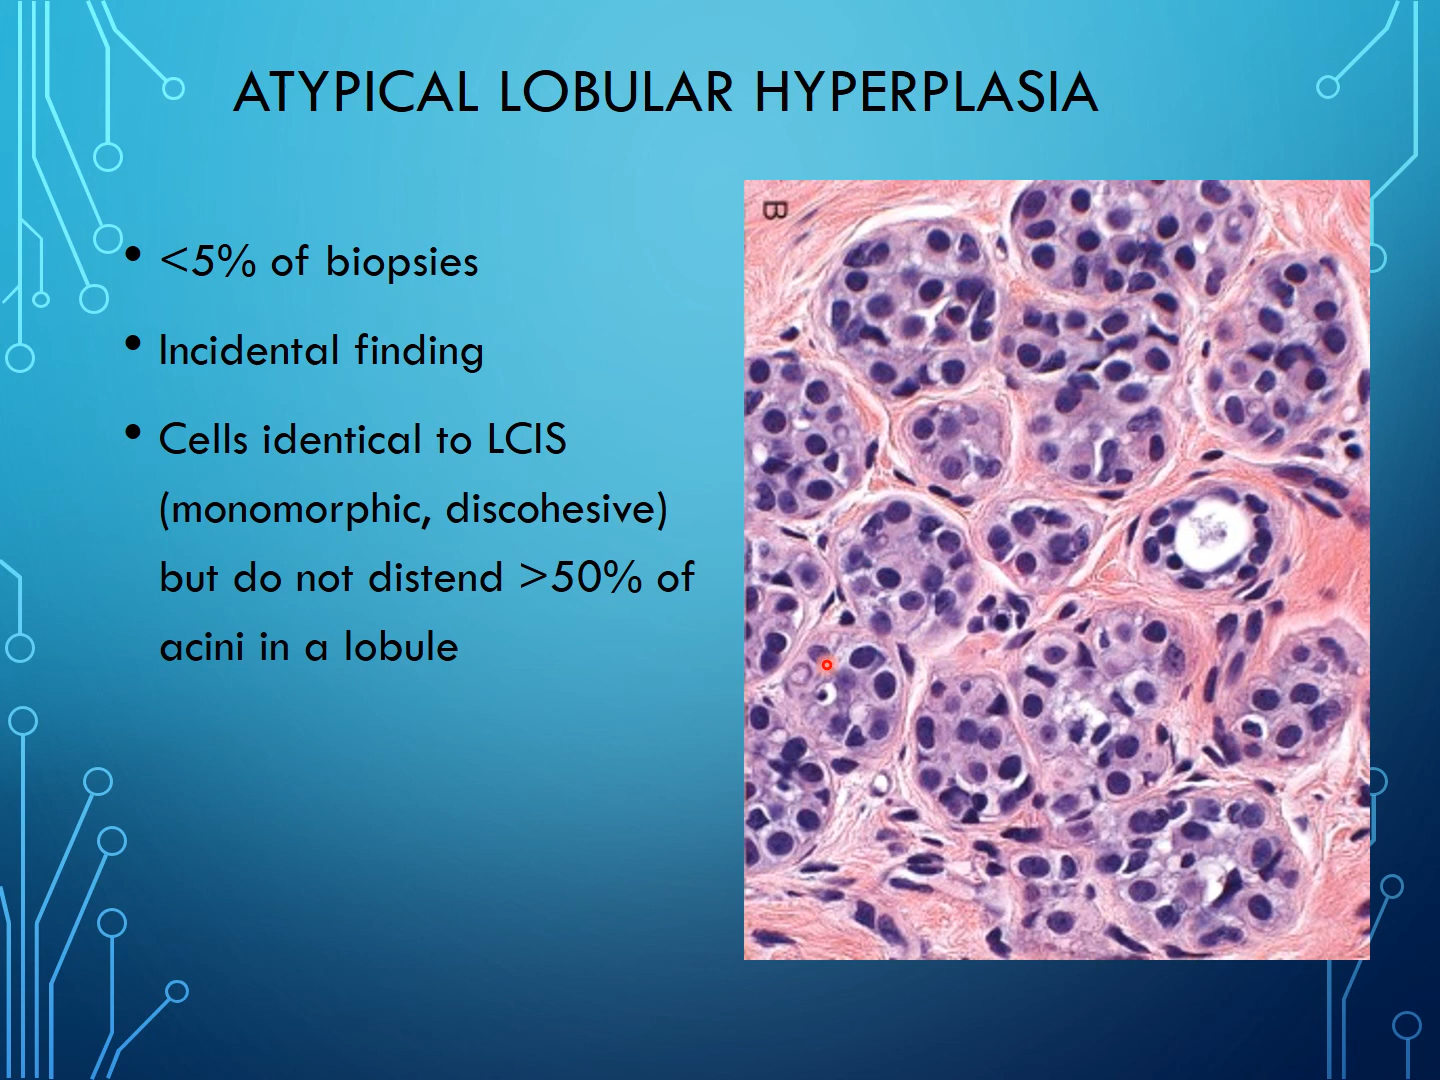 ATYPICAL LOBULAR HYPERPLASIA
• <5% of biopsies
• Incidental finding
• Cells identical to LCIS
(monomorphic, discohesive)
but do not distend >50% of
acini in a lobule
B